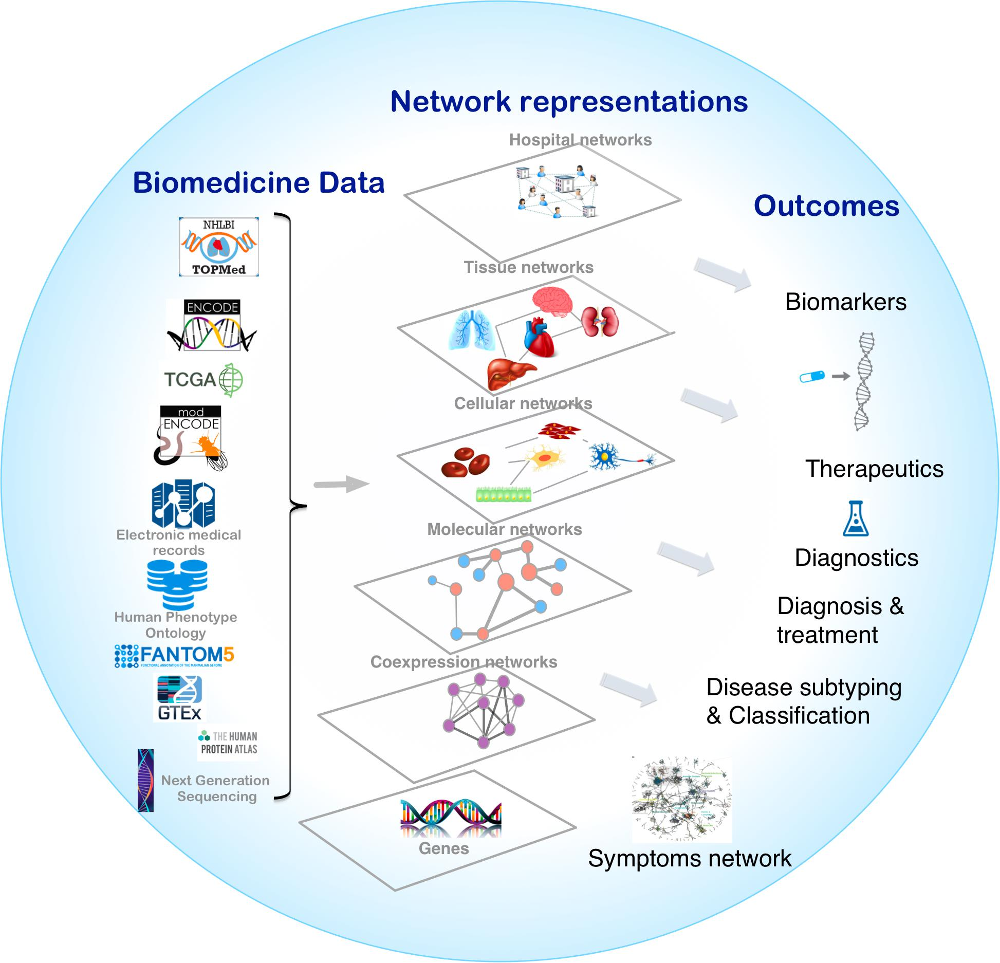 Network representations
Biomedicine Data
Outcomes
NHLBI
TOPMed
ENCODE
TCGA
mod
ENCODE
Electronic medical
records
Human Phenotype
Ontology
FANTOM5
FUNCTIONAL ANNOTATION OF THE MAMMALIAN GENOME
GTEx
THE HUMAN
PROTEIN ATLAS
Next Generation
Sequencing
Hospital networks
Tissue networks
Cellular networks
Molecular networks
Coexpression networks
Genes
Biomarkers
Therapeutics
Diagnostics
Diagnosis &
treatment
Disease subtyping
& Classification
Symptoms network